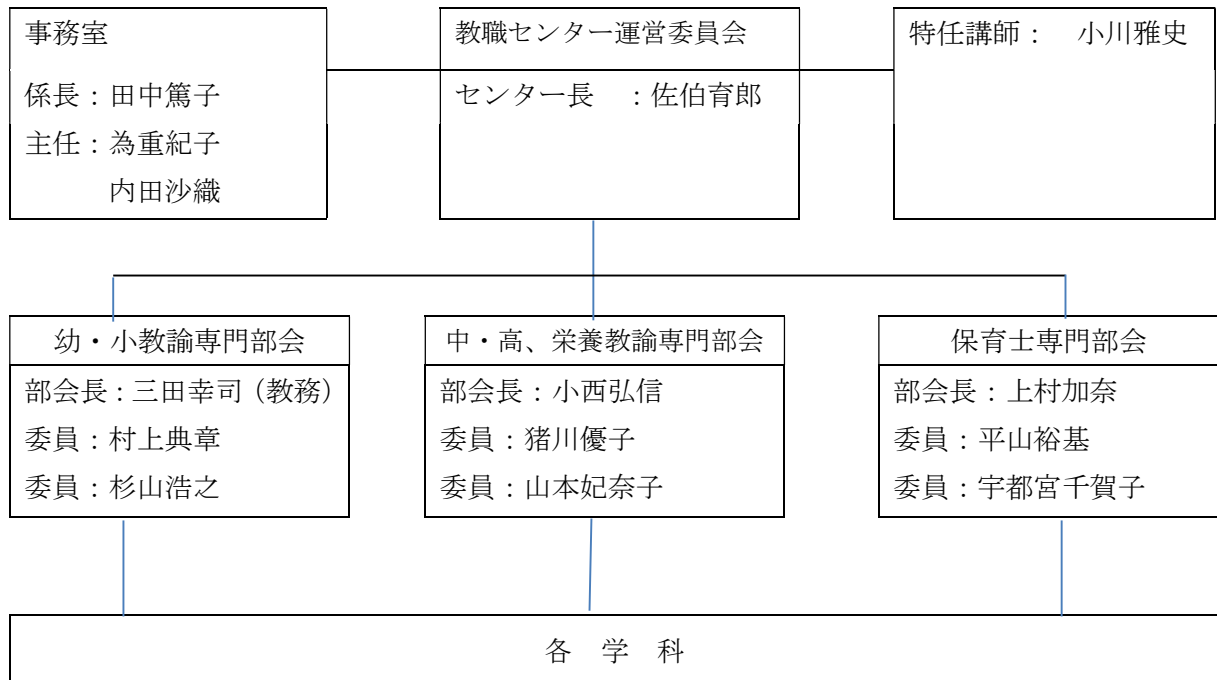 事務室
係長：田中篤子
主任：為重紀子
内田沙織
教職センター運営委員会
センター長　：佐伯育郎
特任講師：　小川雅史
幼・小教諭専門部会
部会長：三田幸司（教務）
委員：村上典章
委員：杉山浩之
中・高、栄養教諭専門部会
部会長：小西弘信
委員：猪川優子
委員：山本妃奈子
保育士専門部会
部会長：上村加奈
委員：平山裕基
委員：宇都宮千賀子
各　学　科